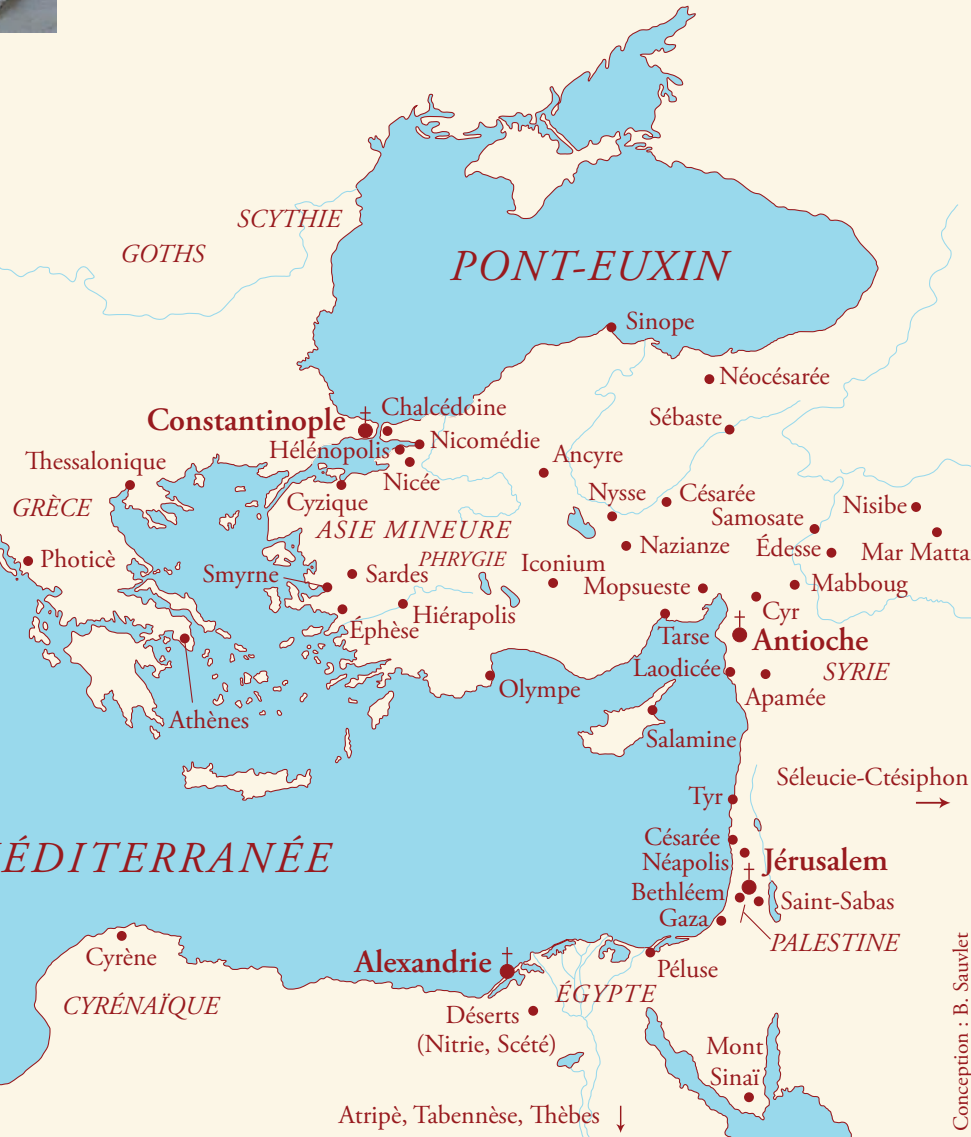 SCYTHIE
GOTHS
PONT-EUXIN
Sinope
Néocésarée
Constantinople
Chalcédoine
Sébaste
Hélénopolis
Nicomédie
Thessalonique
Ancyre
Nicée
GRÈCE
Cyzique
Nysse
Césarée
Nisibe
Samosate
ASIE MINEURE
Photicè
PHRYGIE
Nazianze
Édesse
Mar Matta
Iconium
Smyrne
Sardes
Mopsueste
Mabboug
Hiérapolis
Cyr
Éphèse
Tarse
Antioche
Laodicée
SYRIE
Olympe
Apamée
Athènes
Salamine
Séleucie-Ctésiphon
Tyr
Césarée
MÉDITERRANÉE
Néapolis
Jérusalem
Bethléem
Saint-Sabas
Gaza
PALESTINE
Cyrène
Alexandrie
Péluse
CYRÉNAÏQUE
ÉGYPTE
Déserts
(Nitrie, Scété)
Mont
Sinaï
Atripè, Tabennèse, Thèbes
Conception : B. Sauvlet